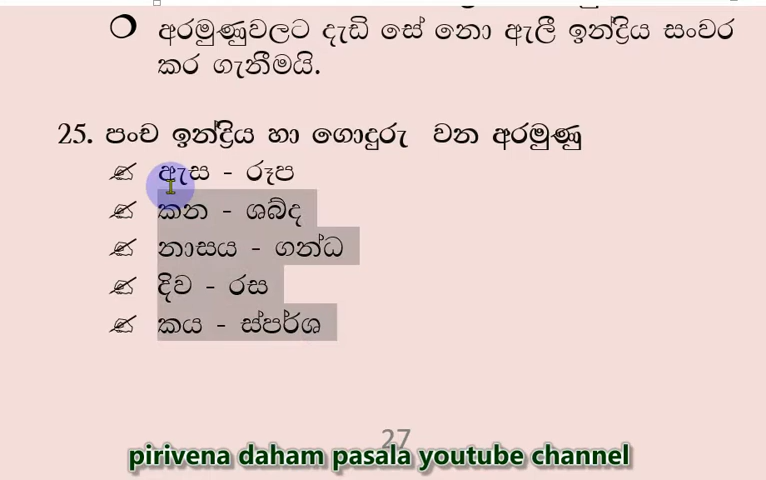 අරමුණුවලට දැඩි සේ නො ඇලී ඉන්ද්‍රිය සංවර
කර ගැනීමයි.
25. පංච ඉන්ද්‍රිය හා ගොදුරු වන අරමුණු
ඇස - රූප
කන - ශබ්ද
නාසය - ගන්ධ
දිව - රස
කය - ස්පර්ශ
27
pirivena daham pasala youtube channel